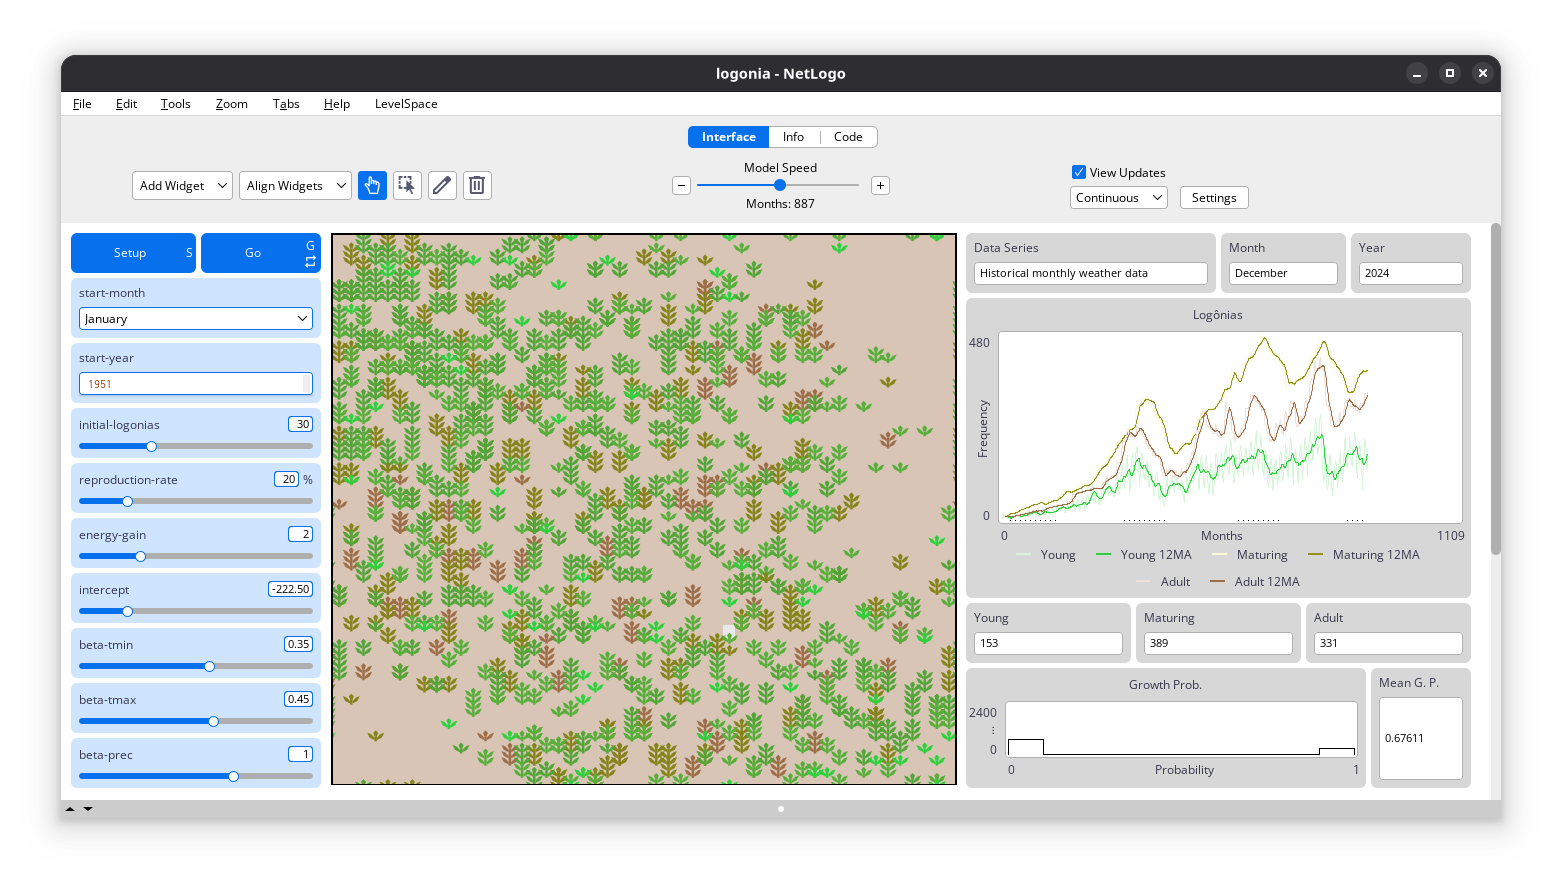 logonia - NetLogo
File Edit Tools Zoom Tabs Help LevelSpace
Interface Info Code
Add Widget
Align Widgets
Model Speed
Months: 887
View Updates
Continuous
Settings
Setup S
Go G
start-month
January
start-year
1951
initial-logonias 30
reproduction-rate 20 %
energy-gain 2
intercept -222.50
beta-tmin 0.35
beta-tmax 0.45
beta-prec 1
Data Series
Historical monthly weather data
Month
December
Year
2024
Logônias
480
Frequency
0
0 Months 1109
Young Young 12MA Maturing Maturing 12MA
Adult Adult 12MA
Young
153
Maturing
389
Adult
331
Growth Prob.
2400
0
0 Probability 1
Mean G. P.
0.67611